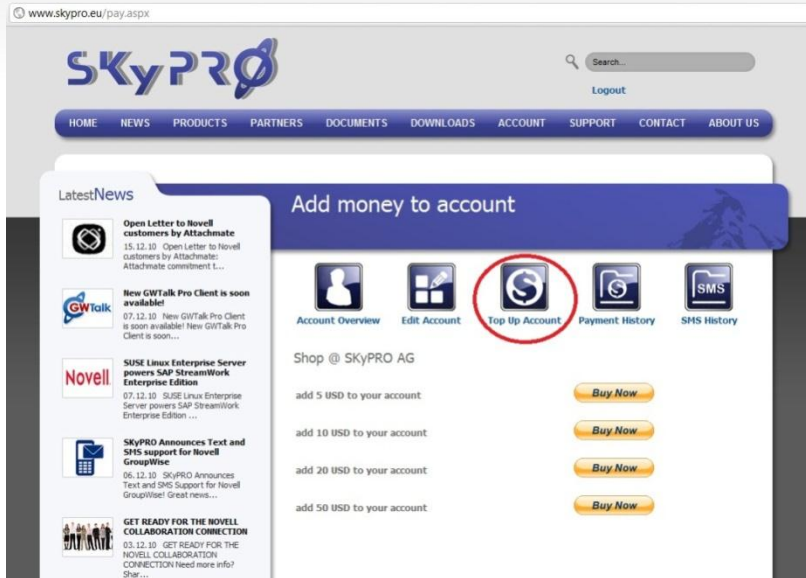 www.skypro.eu/pay.aspx
SKyPRO
Search...
Logout
HOME NEWS PRODUCTS PARTNERS DOCUMENTS DOWNLOADS ACCOUNT SUPPORT CONTACT ABOUT US
LatestNews
Open Letter to Novell
customers by Attachmate
15.12.10 Open Letter to Novell
customers by Attachmate:
Attachmate commitment t...
GWTalk
New GWTalk Pro Client is soon
available!
07.12.10 New GWTalk Pro Client
is soon available! New GWTalk Pro
Client is soon...
Novell
SUSE Linux Enterprise Server
powers SAP StreamWork
Enterprise Edition
07.12.10 SUSE Linux Enterprise
Server powers SAP StreamWork
Enterprise Edition ...
SKyPRO Announces Text and
SMS support for Novell
GroupWise
06.12.10 SKyPRO Announces
Text and SMS Support for Novell
GroupWise! Great news...
GET READY FOR THE NOVELL
COLLABORATION CONNECTION
03.12.10 GET READY FOR THE
NOVELL COLLABORATION
CONNECTION Need more info?
Shar...
Add money to account
SMS
Account Overview Edit Account Top Up Account Payment History SMS History
Shop @ SKyPRO AG
add 5 USD to your account Buy Now
add 10 USD to your account Buy Now
add 20 USD to your account Buy Now
add 50 USD to your account Buy Now